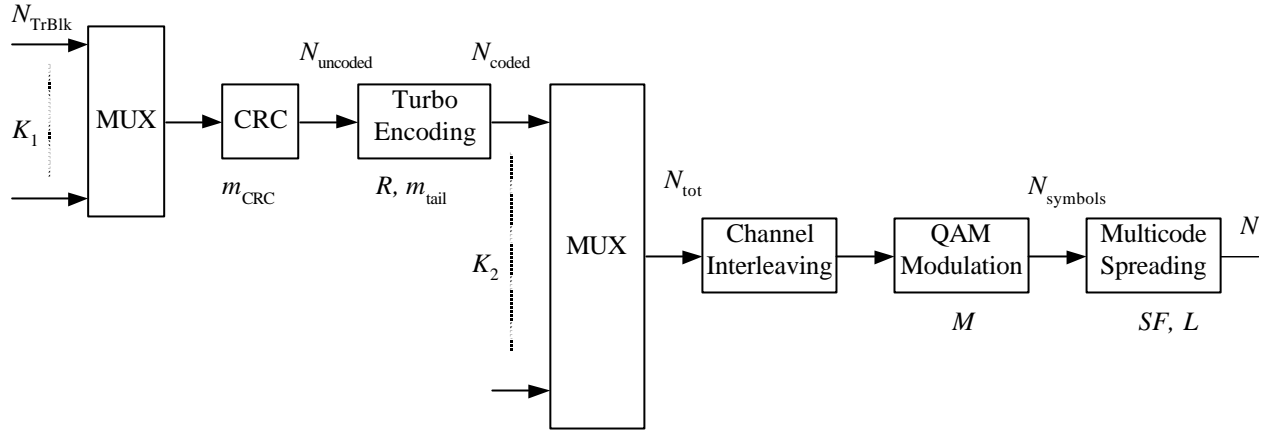 N_TrBlk
K_1
MUX
CRC
m_CRC
N_uncoded
Turbo
Encoding
R, m_tail
N_coded
K_2
MUX
N_tot
Channel
Interleaving
QAM
Modulation
M
N_symbols
Multicode
Spreading
SF, L
N